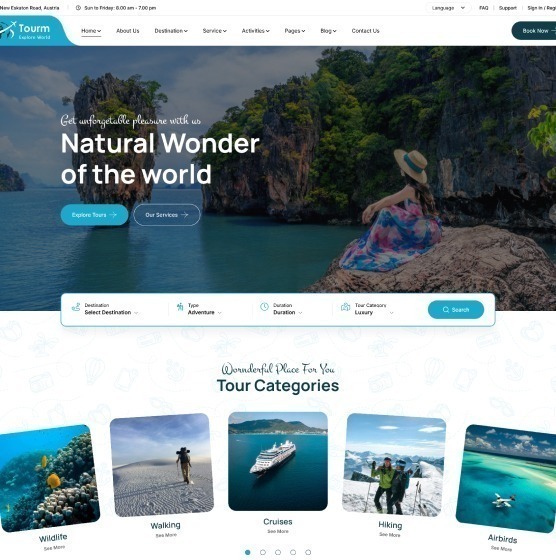 New Eskaton Road, Austria
Sun to Friday: 8.00 am - 7.00 pm
Language
FAQ
Support
Sign In / Regi
Tourm
Explore World
Home
About Us
Destination
Service
Activities
Pages
Blog
Contact Us
Book Now
Get unforgetable pleasure with us
Natural Wonder
of the world
Explore Tours
Our Services
Destination
Select Destination
Type
Adventure
Duration
Duration
Tour Category
Luxury
Search
Wornderful Place For You
Tour Categories
Wildlife
See More
Walking
See More
Cruises
See More
Hiking
See More
Airbirds
See More